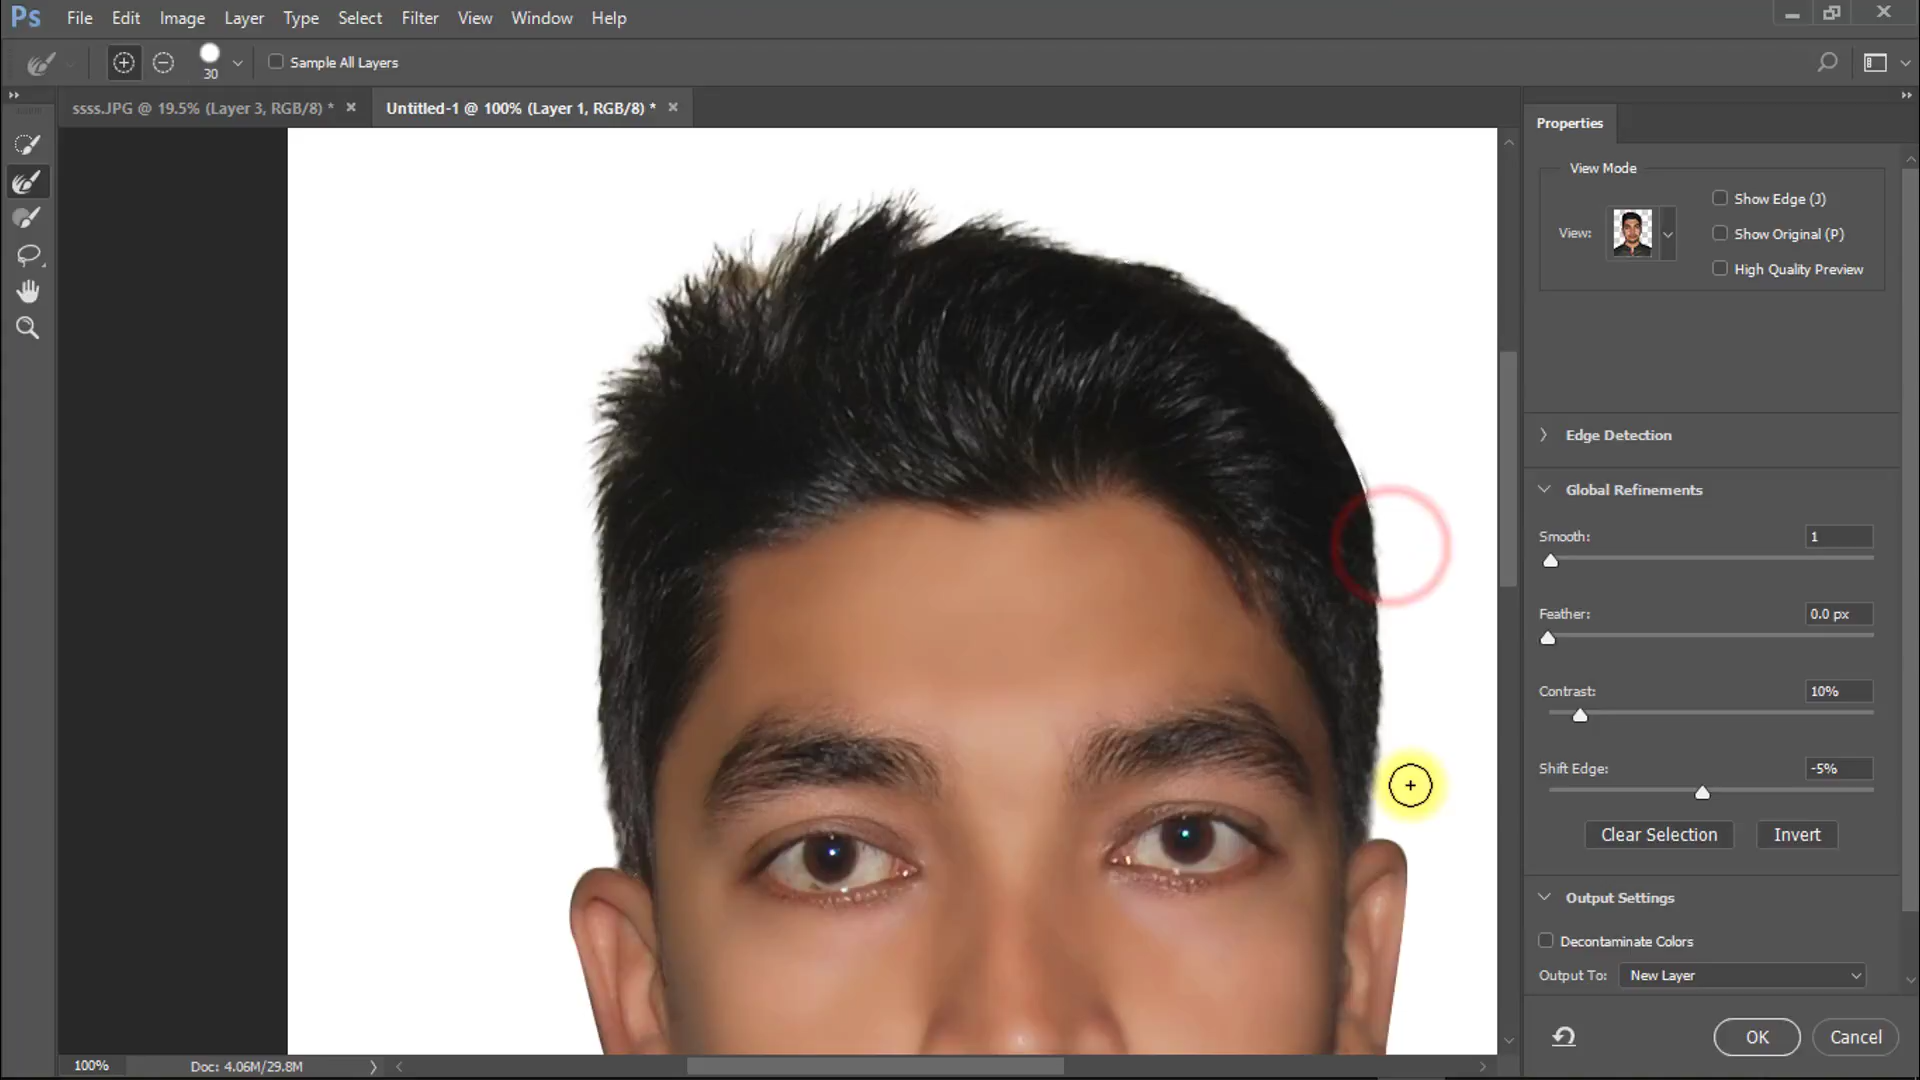 Ps File Edit Image Layer Type Select Filter View Window Help
30 Sample All Layers
ssss.JPG @ 19.5% (Layer 3, RGB/8) * Untitled-1 @ 100% (Layer 1, RGB/8) *
Properties
View Mode
Show Edge (J)
View: Show Original (P)
High Quality Preview
Edge Detection
Global Refinements
Smooth: 1
Feather: 0.0 px
Contrast: 10%
Shift Edge: -5%
Clear Selection Invert
Output Settings
Decontaminate Colors
Output To: New Layer
OK Cancel
100% Doc: 4.06M/29.8M